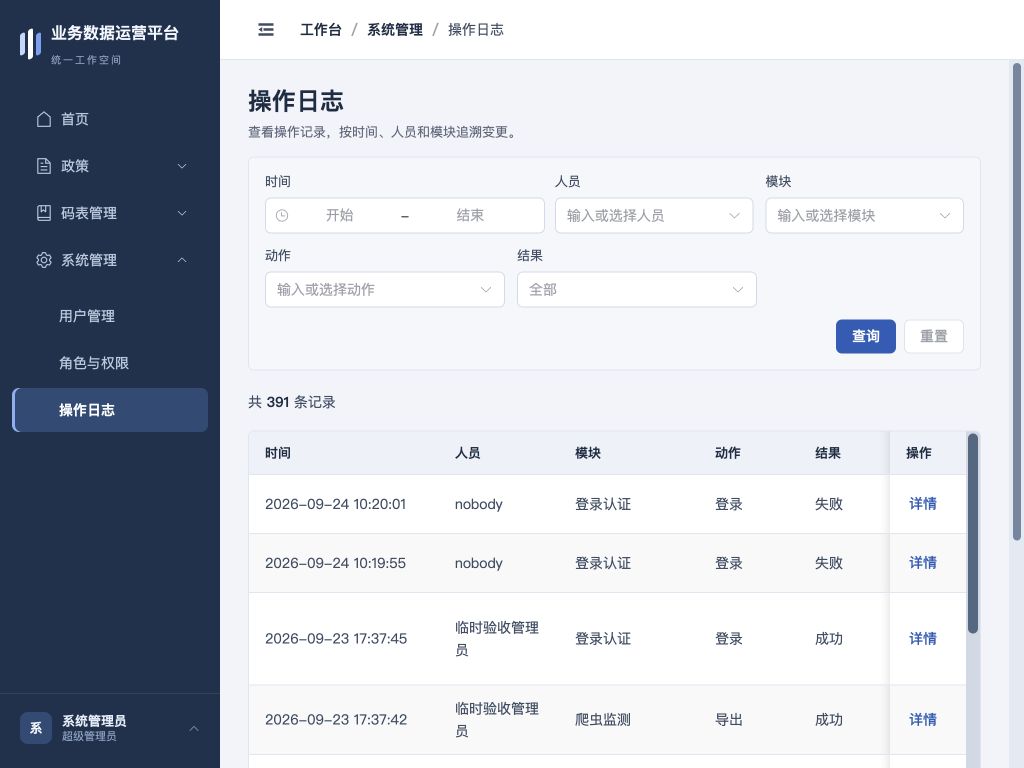 业务数据运营平台
统一工作空间
首页
政策
码表管理
系统管理
用户管理
角色与权限
操作日志
系 系统管理员
超级管理员
工作台 / 系统管理 / 操作日志
操作日志
查看操作记录，按时间、人员和模块追溯变更。
时间 人员 模块
开始 – 结束 输入或选择人员 输入或选择模块
动作 结果
输入或选择动作 全部
查询 重置
共 391 条记录
时间 人员 模块 动作 结果 操作
2026-09-24 10:20:01 nobody 登录认证 登录 失败 详情
2026-09-24 10:19:55 nobody 登录认证 登录 失败 详情
2026-09-23 17:37:45 临时验收管理员 登录认证 登录 成功 详情
2026-09-23 17:37:42 临时验收管理员 爬虫监测 导出 成功 详情